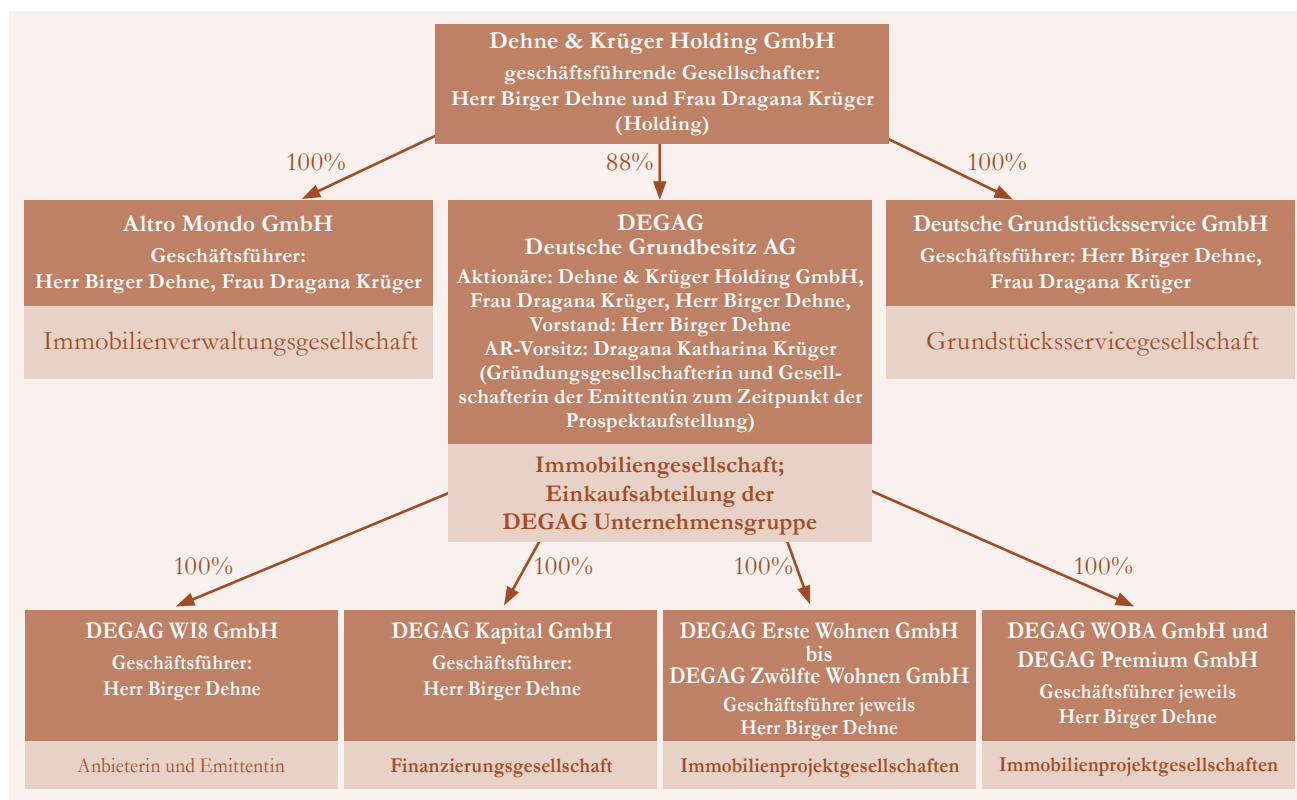 Dehne & Krüger Holding GmbH
geschäftsführende Gesellschafter:
Herr Birger Dehne und Frau Dragana Krüger
(Holding)
100%
88%
100%
Altro Mondo GmbH
Geschäftsführer:
Herr Birger Dehne, Frau Dragana Krüger
Immobilienverwaltungsgesellschaft
DEGAG
Deutsche Grundbesitz AG
Aktionäre: Dehne & Krüger Holding GmbH,
Frau Dragana Krüger, Herr Birger Dehne,
Vorstand: Herr Birger Dehne
AR-Vorsitz: Dragana Katharina Krüger
(Gründungsgesellschafterin und Gesell-
schafterin der Emittentin zum Zeitpunkt der
Prospektaufstellung)
Immobiliengesellschaft;
Einkaufsabteilung der
DEGAG Unternehmensgruppe
Deutsche Grundstücksservice GmbH
Geschäftsführer: Herr Birger Dehne,
Frau Dragana Krüger
Grundstücksservicegesellschaft
100%
100%
100%
100%
DEGAG WI8 GmbH
Geschäftsführer:
Herr Birger Dehne
Anbieterin und Emittentin
DEGAG Kapital GmbH
Geschäftsführer:
Herr Birger Dehne
Finanzierungsgesellschaft
DEGAG Erste Wohnen GmbH
bis
DEGAG Zwölfte Wohnen GmbH
Geschäftsführer jeweils
Herr Birger Dehne
Immobilienprojektgesellschaften
DEGAG WOBA GmbH und
DEGAG Premium GmbH
Geschäftsführer jeweils
Herr Birger Dehne
Immobilienprojektgesellschaften